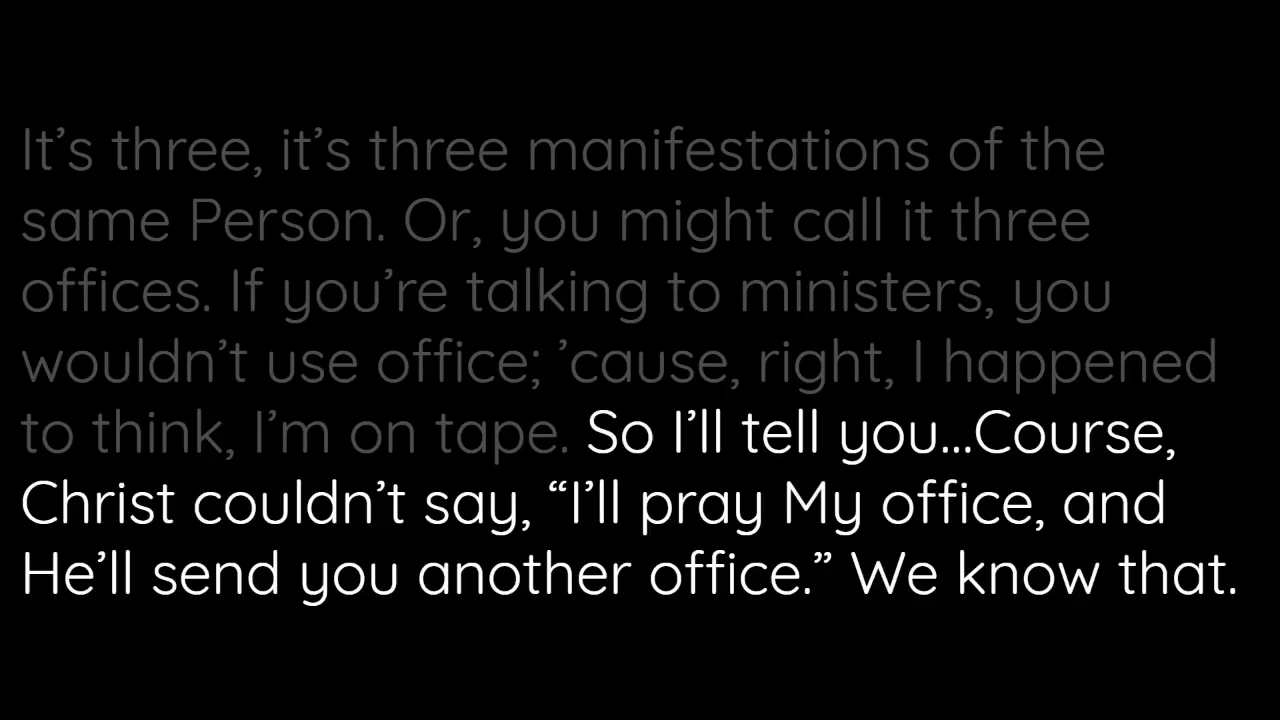 It’s three, it’s three manifestations of the
same Person. Or, you might call it three
offices. If you’re talking to ministers, you
wouldn’t use office; ’cause, right, I happened
to think, I’m on tape. So I’ll tell you...Course,
Christ couldn’t say, “I’ll pray My office, and
He’ll send you another office.” We know that.